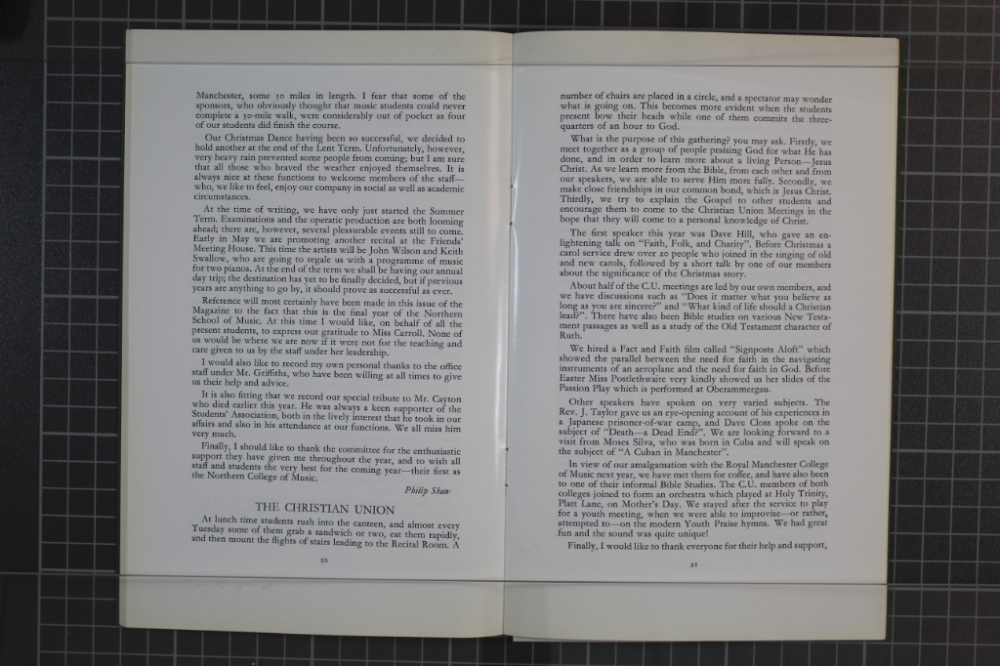 Manchester, some 50 miles in length. I fear that some of the
sponsors, who obviously thought that music students could never
complete a 50-mile walk, were considerably out of pocket as four
of our students did finish the course.
Our Christmas Dance having been so successful, we decided to
hold another at the end of the Lent Term. Unfortunately, however,
very heavy rain prevented some people from coming; but I am sure
that all those who braved the weather enjoyed themselves. It is
always nice at these functions to welcome members of the staff—
who, we like to feel, enjoy our company in social as well as academic
circumstances.
At the time of writing, we have only just started the Summer
Term. Examinations and the operatic production are both looming
ahead; there are, however, several pleasurable events still to come.
Early in May we are promoting another recital at the Friends'
Meeting House. This time the artists will be John Wilson and Keith
Swallow, who are going to regale us with a programme of music
for two pianos. At the end of the term we shall be having our annual
day trip; the destination has yet to be finally decided, but if previous
years are anything to go by, it should prove as successful as ever.
Reference will most certainly have been made in this issue of the
Magazine to the fact that this is the final year of the Northern
School of Music. At this time I would like, on behalf of all the
present students, to express our gratitude to Miss Carroll. None of
us would be where we are now if it were not for the teaching and
care given to us by the staff under her leadership.
I would also like to record my own personal thanks to the office
staff under Mr. Griffiths, who have been willing at all times to give
us their help and advice.
It is also fitting that we record our special tribute to Mr. Cayton
who died earlier this year. He was always a keen supporter of the
Students' Association, both in the lively interest that he took in our
affairs and also in his attendance at our functions. We all miss him
very much.
Finally, I should like to thank the committee for the enthusiastic
support they have given me throughout the year, and to wish all
staff and students the very best for the coming year—their first as
the Northern College of Music.
Philip Shaw
THE CHRISTIAN UNION
At lunch time students rush into the canteen, and almost every
Tuesday some of them grab a sandwich or two, eat them rapidly,
and then mount the flights of stairs leading to the Recital Room. A
20
number of chairs are placed in a circle, and a spectator may wonder
what is going on. This becomes more evident when the students
present bow their heads while one of them commits the three-
quarters of an hour to God.
What is the purpose of this gathering? you may ask. Firstly, we
meet together as a group of people praising God for what He has
done, and in order to learn more about a living Person—Jesus
Christ. As we learn more from the Bible, from each other and from
our speakers, we are able to serve Him more fully. Secondly, we
make close friendships in our common bond, which is Jesus Christ.
Thirdly, we try to explain the Gospel to other students and
encourage them to come to the Christian Union Meetings in the
hope that they will come to a personal knowledge of Christ.
The first speaker this year was Dave Hill, who gave an en-
lightening talk on "Faith, Folk, and Charity". Before Christmas a
carol service drew over 20 people who joined in the singing of old
and new carols, followed by a short talk by one of our members
about the significance of the Christmas story.
About half of the C.U. meetings are led by our own members, and
we have discussions such as "Does it matter what you believe as
long as you are sincere?" and "What kind of life should a Christian
lead?". There have also been Bible studies on various New Testa-
ment passages as well as a study of the Old Testament character of
Ruth.
We hired a Fact and Faith film called "Signposts Aloft" which
showed the parallel between the need for faith in the navigating
instruments of an aeroplane and the need for faith in God. Before
Easter Miss Postlethwaite very kindly showed us her slides of the
Passion Play which is performed at Oberammergau.
Other speakers have spoken on very varied subjects. The
Rev. J. Taylor gave us an eye-opening account of his experiences in
a Japanese prisoner-of-war camp, and Dave Closs spoke on the
subject of "Death—a Dead End?". We are looking forward to a
visit from Moses Silva, who was born in Cuba and will speak on
the subject of "A Cuban in Manchester".
In view of our amalgamation with the Royal Manchester College
of Music next year, we have met them for coffee, and have also been
to one of their informal Bible Studies. The C.U. members of both
colleges joined to form an orchestra which played at Holy Trinity,
Platt Lane, on Mother's Day. We stayed after the service to play
for a youth meeting, when we were able to improvise—or rather,
attempted to—on the modern Youth Praise hymns. We had great
fun and the sound was quite unique!
Finally, I would like to thank everyone for their help and support,
21